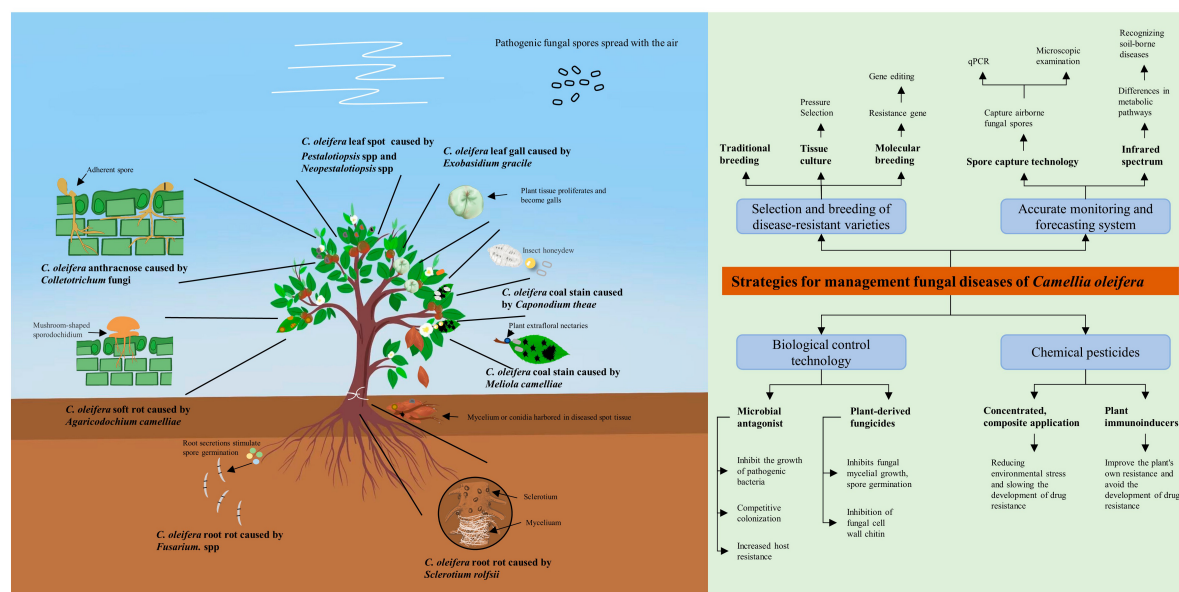 Pathogenic fungal spores spread with the air
C. oleifera leaf spot caused by
Pestalotiopsis spp and
Neopestalotiopsis spp
C. oleifera leaf gall caused by
Exobasidium gracile
Adherent spore
Plant tissue proliferates and
become galls
C. oleifera anthracnose caused by
Colletotrichum fungi
Insect honeydew
C. oleifera coal stain caused
by Caponodium theae
Mushroom-shaped
sporodochidium
Plant extrafloral nectaries
C. oleifera coal stain caused by
Meliola camelliae
C. oleifera soft rot caused by
Agaricodochium camelliae
Mycelium or conidia harbored in diseased spot tissue
Root secretions stimulate
spore germination
Sclerotium
Myceliuam
C. oleifera root rot caused by
Fusarium. spp
C. oleifera root rot caused by
Sclerotium rolfsii
Recognizing
soil-borne
diseases
Microscopic
examination
qPCR
Gene editing
Differences in
metabolic
pathways
Pressure
Selection
Resistance gene
Capture airborne
fungal spores
Traditional
breeding
Tissue
culture
Molecular
breeding
Spore capture technology
Infrared
spectrum
Selection and breeding of
disease-resistant varieties
Accurate monitoring and
forecasting system
Strategies for management fungal diseases of Camellia oleifera
Biological control
technology
Chemical pesticides
Microbial
antagonist
Plant-derived
fungicides
Concentrated,
composite application
Plant
immunoinducers
Inhibit the growth
of pathogenic
bacteria
Competitive
colonization
Increased host
resistance
Inhibits fungal
mycelial growth,
spore germination
Inhibition of
fungal cell
wall chitin
Reducing
environmental stress
and slowing the
development of drug
resistance
Improve the plant's
own resistance and
avoid the
development of drug
resistance